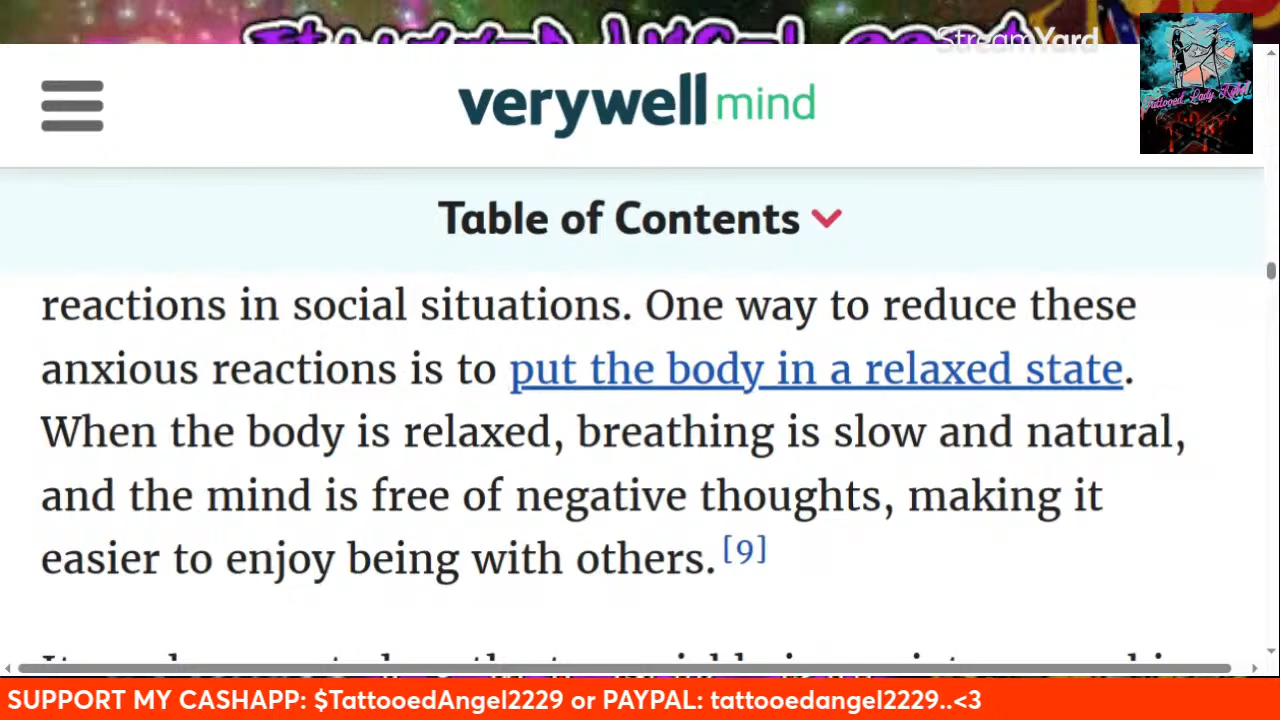 StreamYard
verywell mind
Table of Contents
reactions in social situations. One way to reduce these
anxious reactions is to put the body in a relaxed state.
When the body is relaxed, breathing is slow and natural,
and the mind is free of negative thoughts, making it
easier to enjoy being with others. [9]
SUPPORT MY CASHAPP: $TattooedAngel2229 or PAYPAL: tattooedangel2229..<3